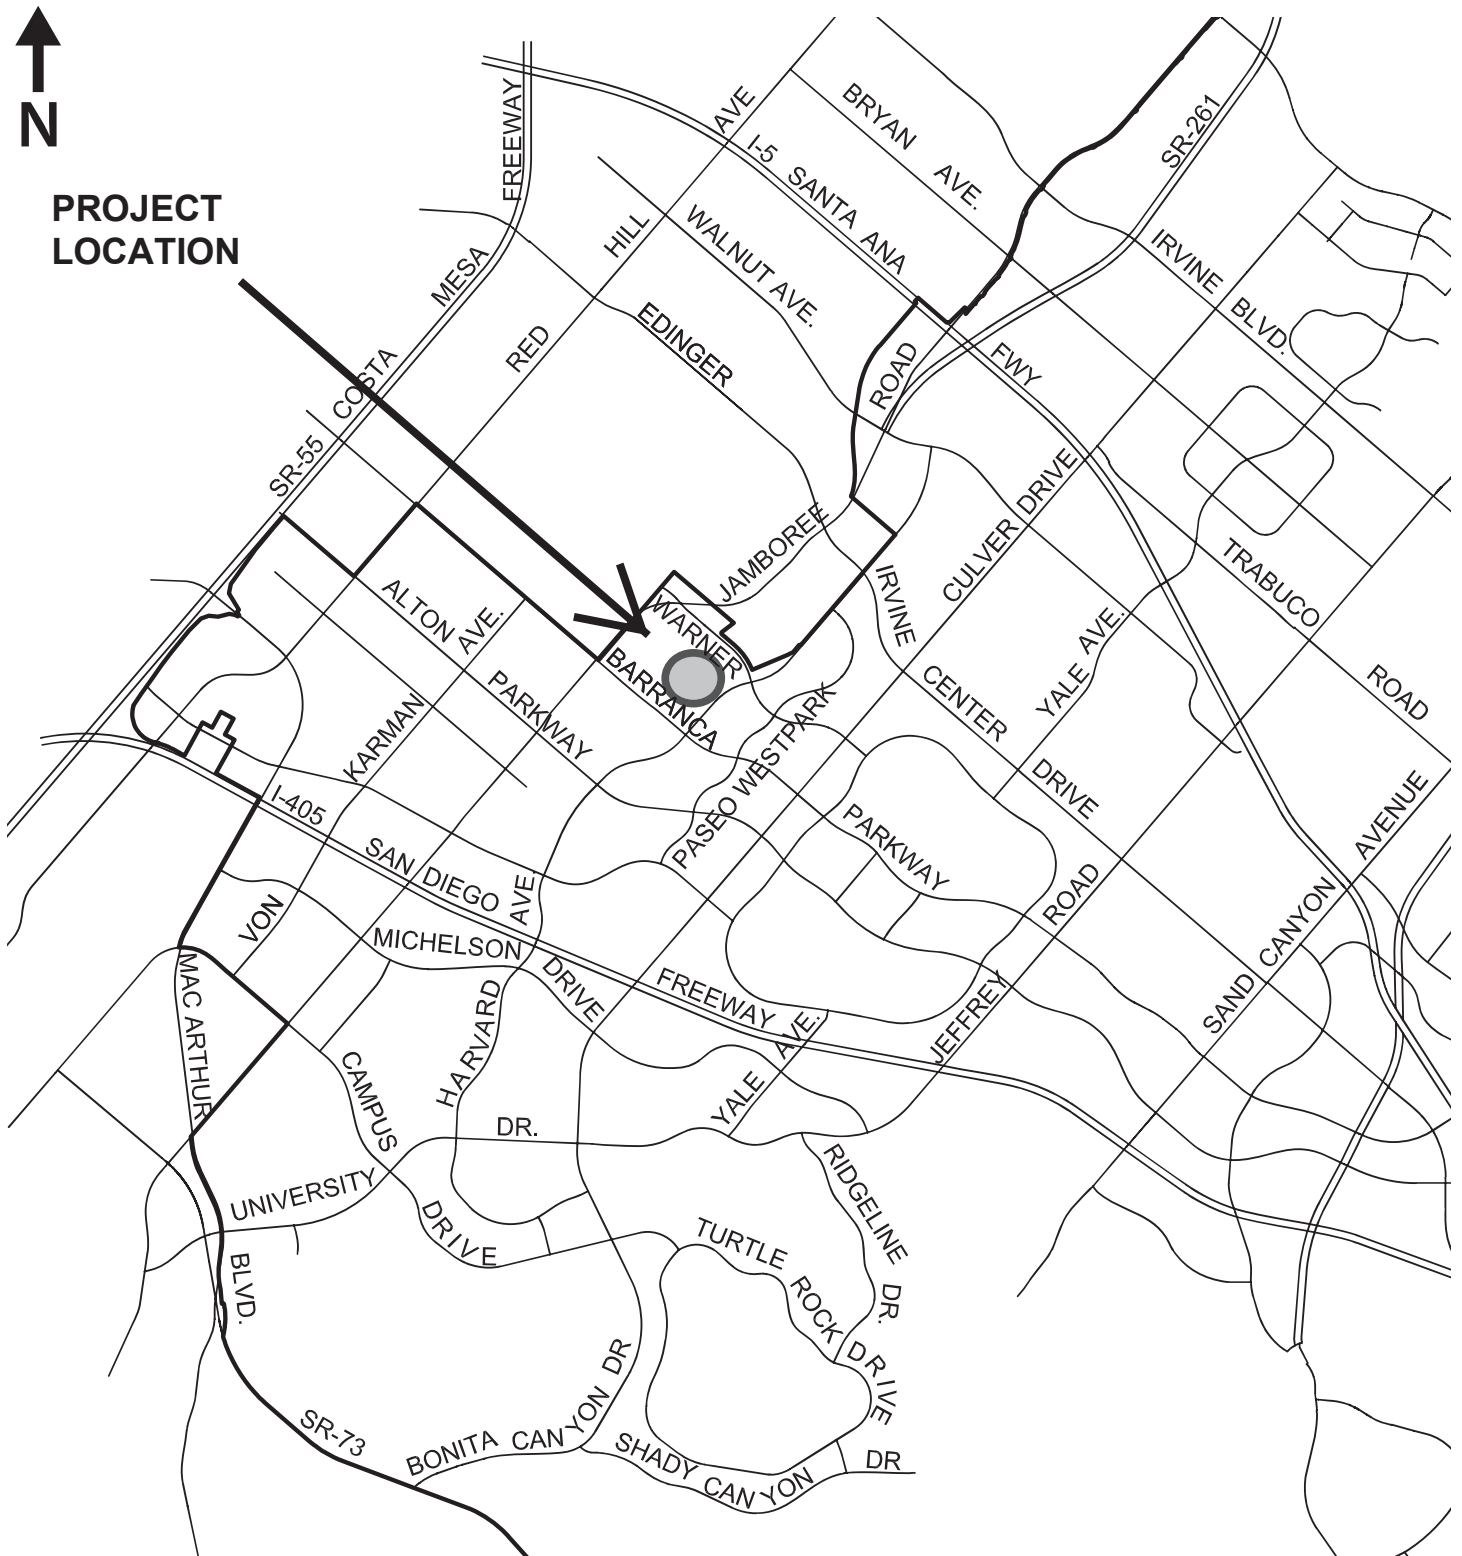 N
PROJECT
LOCATION
COSTA MESA FREEWAY
SR-55
RED HILL AVE
I-5 SANTA ANA FWY
BRYAN AVE.
WALNUT AVE.
EDINGER
SR-261
IRVINE BLVD.
JAMBOREE ROAD
CULVER DRIVE
TRABUCO ROAD
WARNER
BARRANCA PARKWAY
ALTON PARKWAY
VON KARMAN AVE.
IRVINE CENTER DRIVE
YALE AVE.
PASEO WESTPARK
I-405 SAN DIEGO FREEWAY
SAND CANYON AVENUE
JEFFREY ROAD
HARVARD AVE.
MICHELSON DRIVE
YALE AVE.
MAC ARTHUR BLVD.
CAMPUS DRIVE
UNIVERSITY DR.
RIDGELINE DR.
TURTLE ROCK DRIVE
SR-73
BONITA CANYON DR
SHADY CANYON DR